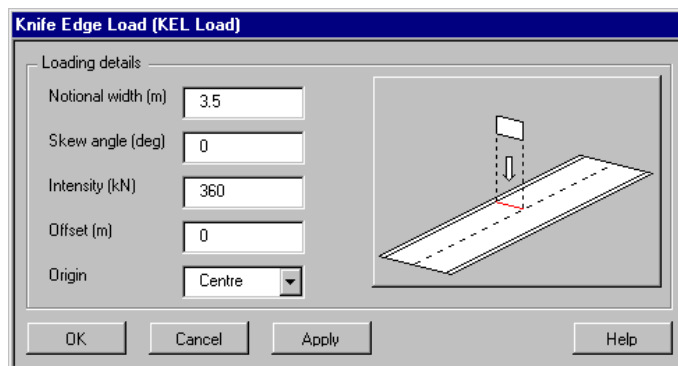 Knife Edge Load (KEL Load)
Loading details
Notional width (m) 3.5
Skew angle (deg) 0
Intensity (kN) 360
Offset (m) 0
Origin Centre
OK Cancel Apply Help